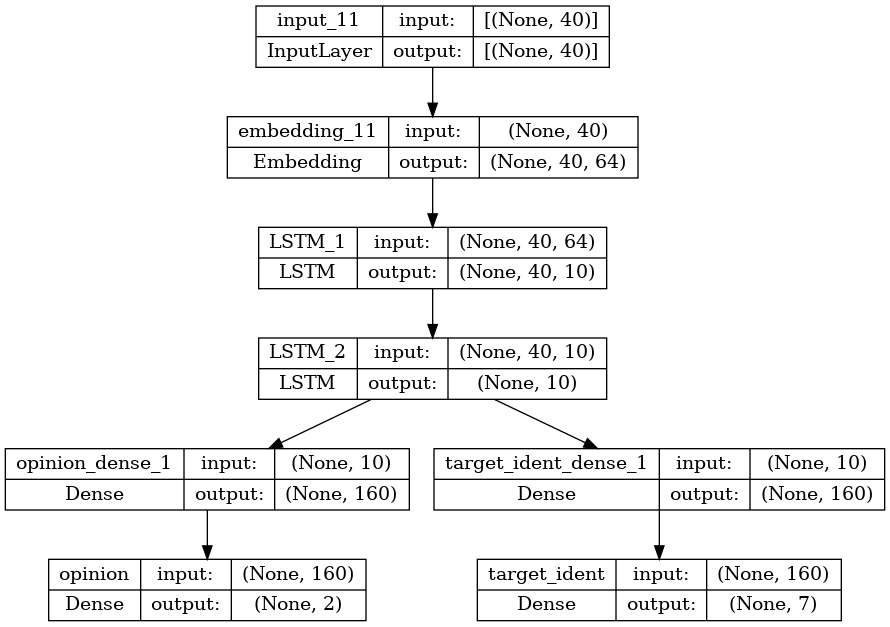 input_11 input: [(None, 40)]
InputLayer output: [(None, 40)]
embedding_11 input: (None, 40)
Embedding output: (None, 40, 64)
LSTM_1 input: (None, 40, 64)
LSTM output: (None, 40, 10)
LSTM_2 input: (None, 40, 10)
LSTM output: (None, 10)
opinion_dense_1 input: (None, 10)
Dense output: (None, 160)
target_ident_dense_1 input: (None, 10)
Dense output: (None, 160)
opinion input: (None, 160)
Dense output: (None, 2)
target_ident input: (None, 160)
Dense output: (None, 7)